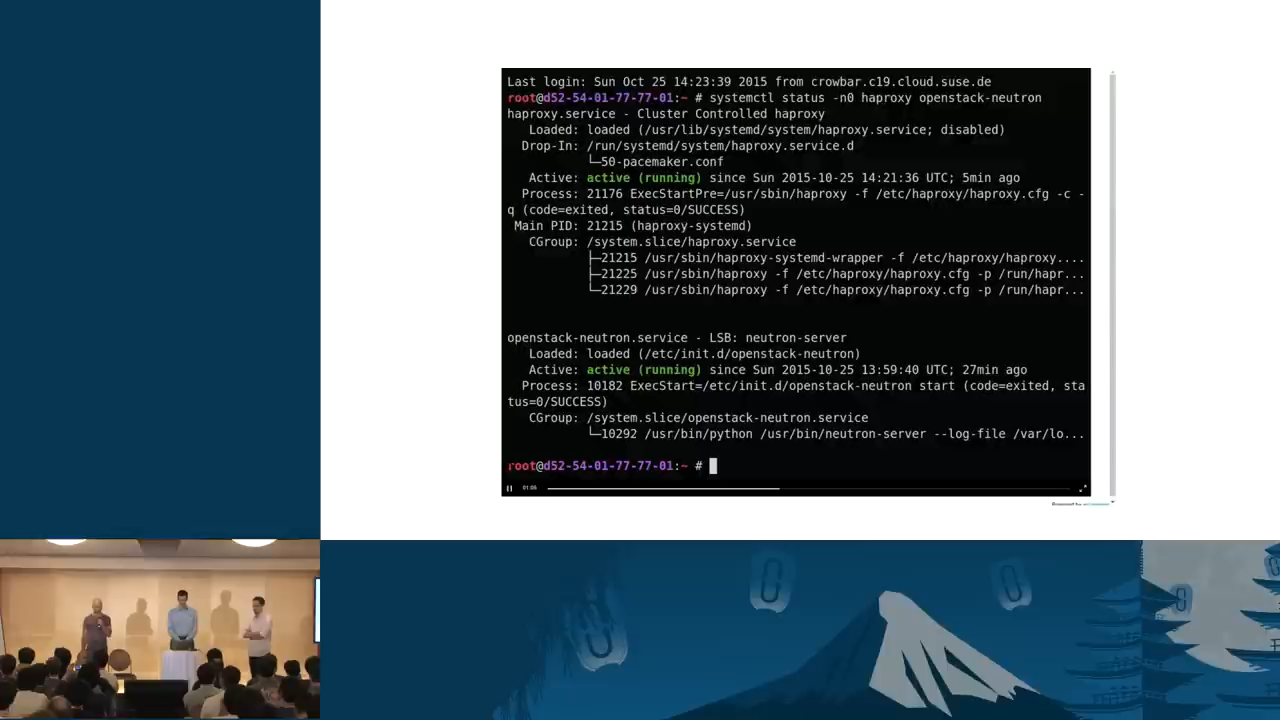 Last login: Sun Oct 25 14:23:39 2015 from crowbar.c19.cloud.suse.de
root@d52-54-01-77-77-01:~ # systemctl status -n0 haproxy openstack-neutron
haproxy.service - Cluster Controlled haproxy
Loaded: loaded (/usr/lib/systemd/system/haproxy.service; disabled)
Drop-In: /run/systemd/system/haproxy.service.d
└─50-pacemaker.conf
Active: active (running) since Sun 2015-10-25 14:21:36 UTC; 5min ago
Process: 21176 ExecStartPre=/usr/sbin/haproxy -f /etc/haproxy/haproxy.cfg -c -
q (code=exited, status=0/SUCCESS)
Main PID: 21215 (haproxy-systemd)
CGroup: /system.slice/haproxy.service
├─21215 /usr/sbin/haproxy-systemd-wrapper -f /etc/haproxy/haproxy....
├─21225 /usr/sbin/haproxy -f /etc/haproxy/haproxy.cfg -p /run/hapr...
└─21229 /usr/sbin/haproxy -f /etc/haproxy/haproxy.cfg -p /run/hapr...
openstack-neutron.service - LSB: neutron-server
Loaded: loaded (/etc/init.d/openstack-neutron)
Active: active (running) since Sun 2015-10-25 13:59:40 UTC; 27min ago
Process: 10182 ExecStart=/etc/init.d/openstack-neutron start (code=exited, sta
tus=0/SUCCESS)
CGroup: /system.slice/openstack-neutron.service
└─10292 /usr/bin/python /usr/bin/neutron-server --log-file /var/lo...
root@d52-54-01-77-77-01:~ #
01:08